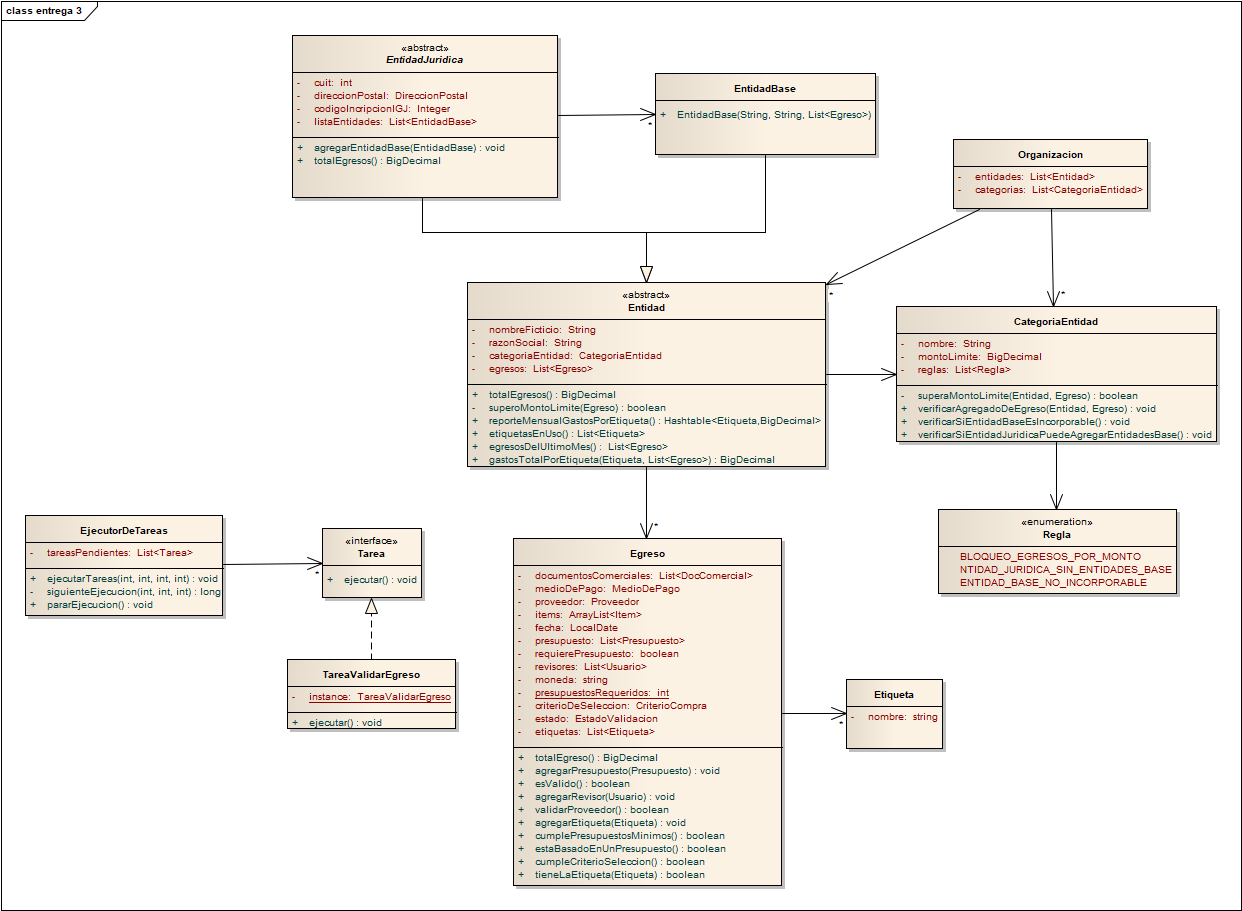 class entrega 3
«abstract»
EntidadJuridica
- cuit: int
- direccionPostal: DireccionPostal
- codigoIncripcionIGJ: Integer
- listaEntidades: List<EntidadBase>
+ agregarEntidadBase(EntidadBase) : void
+ totalEgresos() : BigDecimal
*
EntidadBase
+ EntidadBase(String, String, List<Egreso>)
Organizacion
- entidades: List<Entidad>
- categorias: List<CategoriaEntidad>
*
*
«abstract»
Entidad
- nombreFicticio: String
- razonSocial: String
- categoriaEntidad: CategoriaEntidad
- egresos: List<Egreso>
+ totalEgresos() : BigDecimal
- superoMontoLimite(Egreso) : boolean
+ reporteMensualGastosPorEtiqueta() : Hashtable<Etiqueta,BigDecimal>
+ etiquetasEnUso() : List<Etiqueta>
+ egresosDelUltimoMes() : List<Egreso>
+ gastosTotalPorEtiqueta(Etiqueta, List<Egreso>) : BigDecimal
CategoriaEntidad
- nombre: String
- montoLimite: BigDecimal
- reglas: List<Regla>
- superaMontoLimite(Entidad, Egreso) : boolean
+ verificarAgregadoDeEgreso(Entidad, Egreso) : void
+ verificarSiEntidadBaseEsIncorporable() : void
+ verificarSiEntidadJuridicaPuedeAgregarEntidadesBase() : void
«enumeration»
Regla
BLOQUEO_EGRESOS_POR_MONTO
NTIDAD_JURIDICA_SIN_ENTIDADES_BASE
ENTIDAD_BASE_NO_INCORPORABLE
EjecutorDeTareas
- tareasPendientes: List<Tarea>
+ ejecutarTareas(int, int, int, int) : void
- siguienteEjecucion(int, int, int) : long
+ pararEjecucion() : void
*
«interface»
Tarea
+ ejecutar() : void
TareaValidarEgreso
- instance: TareaValidarEgreso
+ ejecutar() : void
*
Egreso
- documentosComerciales: List<DocComercial>
- medioDePago: MedioDePago
- proveedor: Proveedor
- items: ArrayList<Item>
- fecha: LocalDate
- presupuesto: List<Presupuesto>
- requierePresupuesto: boolean
- revisores: List<Usuario>
- moneda: string
- presupuestosRequeridos: int
- criterioDeSeleccion: CriterioCompra
- estado: EstadoValidacion
- etiquetas: List<Etiqueta>
+ totalEgreso() : BigDecimal
+ agregarPresupuesto(Presupuesto) : void
+ esValido() : boolean
+ agregarRevisor(Usuario) : void
+ validarProveedor() : boolean
+ agregarEtiqueta(Etiqueta) : void
+ cumplePresupuestosMinimos() : boolean
+ estaBasadoEnUnPresupuesto() : boolean
+ cumpleCriterioSeleccion() : boolean
+ tieneLaEtiqueta(Etiqueta) : boolean
*
Etiqueta
- nombre: string